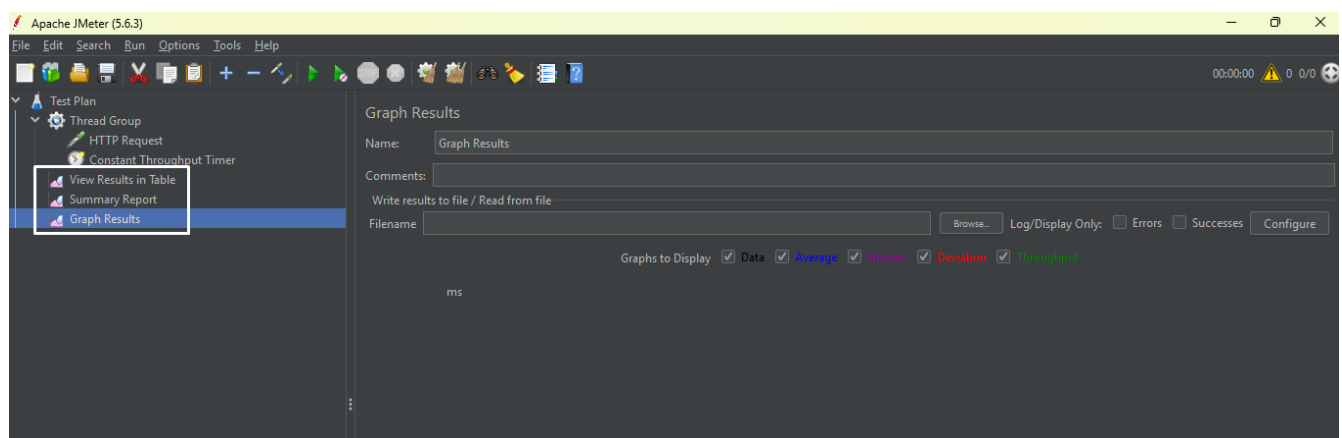 Apache JMeter (5.6.3)
File Edit Search Run Options Tools Help
00:00:00 0 0/0
Test Plan
Thread Group
HTTP Request
Constant Throughput Timer
View Results in Table
Summary Report
Graph Results
Graph Results
Name: Graph Results
Comments:
Write results to file / Read from file
Filename Browse... Log/Display Only: Errors Successes Configure
Graphs to Display Data Average Median Deviation Throughput
ms